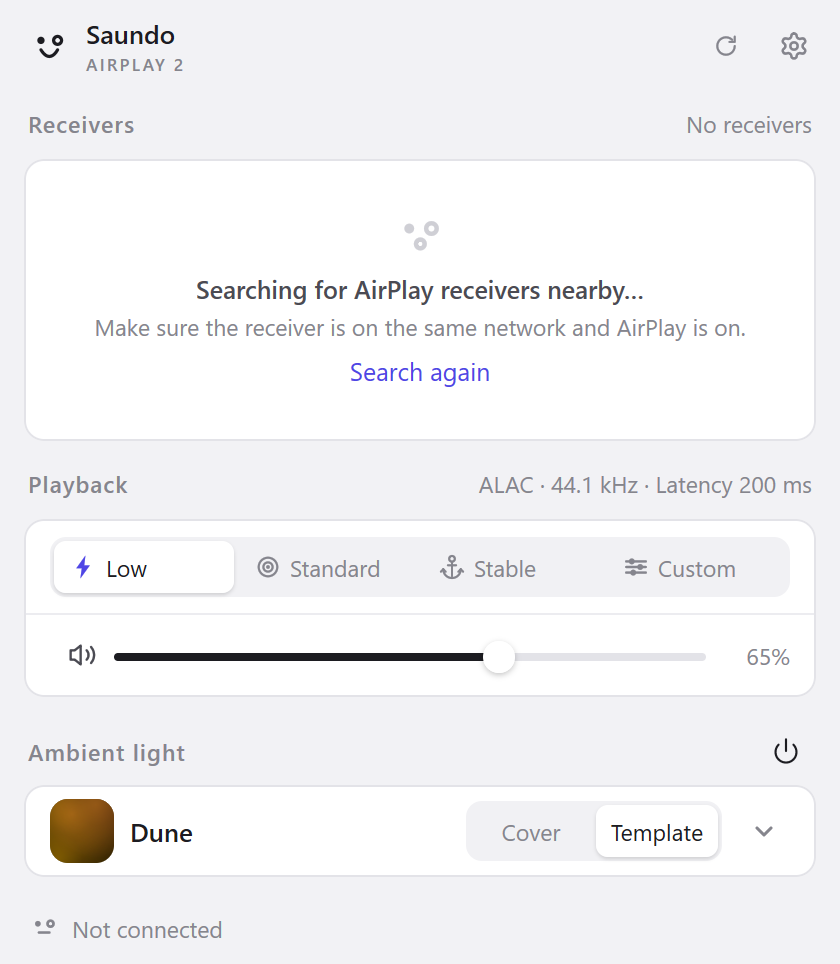 Saundo
AIRPLAY 2
Receivers
No receivers
Searching for AirPlay receivers nearby...
Make sure the receiver is on the same network and AirPlay is on.
Search again
Playback
ALAC · 44.1 kHz · Latency 200 ms
Low
Standard
Stable
Custom
65%
Ambient light
Dune
Cover
Template
Not connected